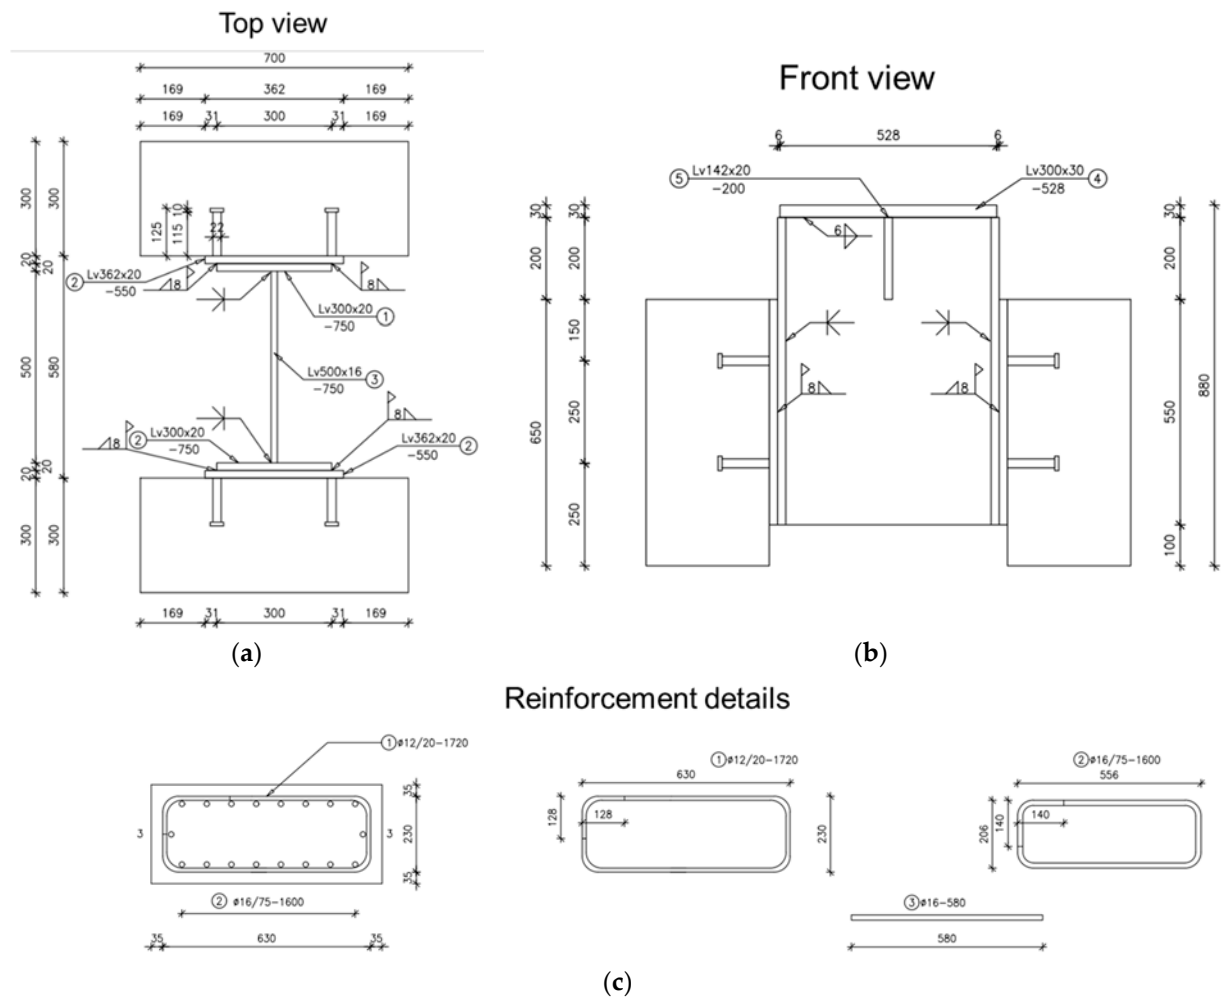 Top view
700
169 362 169
169 31 300 31 169
300 300
125
115 10
22
20 20
② Lv362x20
-550
8 8
Lv300x20
-750 ①
500 580
Lv500x16 ③
-750
8
② Lv300x20
-750
8
Lv362x20 ②
-550
20 20
300 300
169 31 300 31 169
(a)
Front view
6 528 6
⑤ Lv142x20
-200
Lv300x30 ④
-528
30 30
6
30 30
200 200
200 200
150
8 8
650
250
550
880
250
100
(b)
Reinforcement details
① ø12/20-1720
35
3 3
230
35
② ø16/75-1600
35 630 35
① ø12/20-1720
630
128
128
230
② ø16/75-1600
556
206
140
140
③ ø16-580
580
(c)